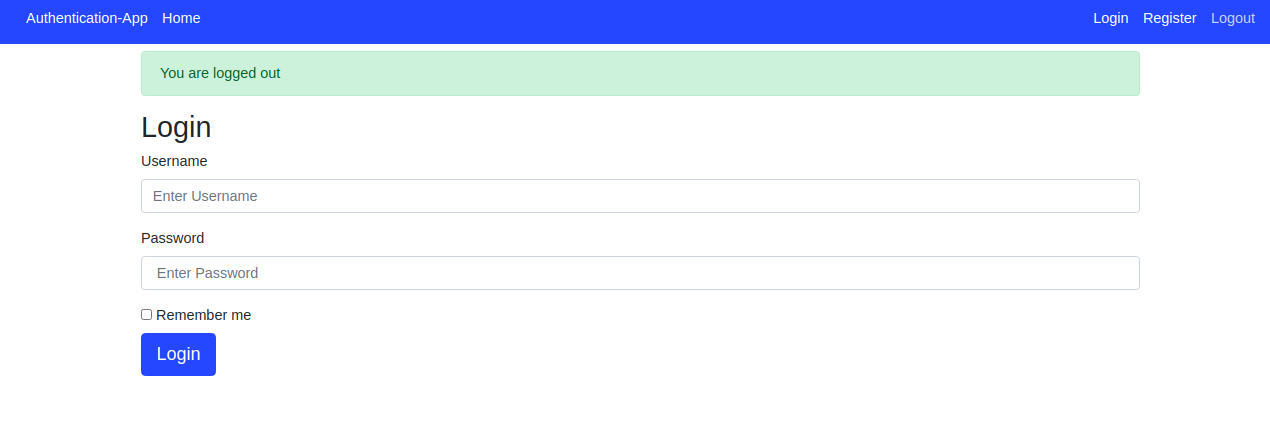 Authentication-App Home Login Register Logout
You are logged out
Login
Username
Enter Username
Password
Enter Password
Remember me
Login